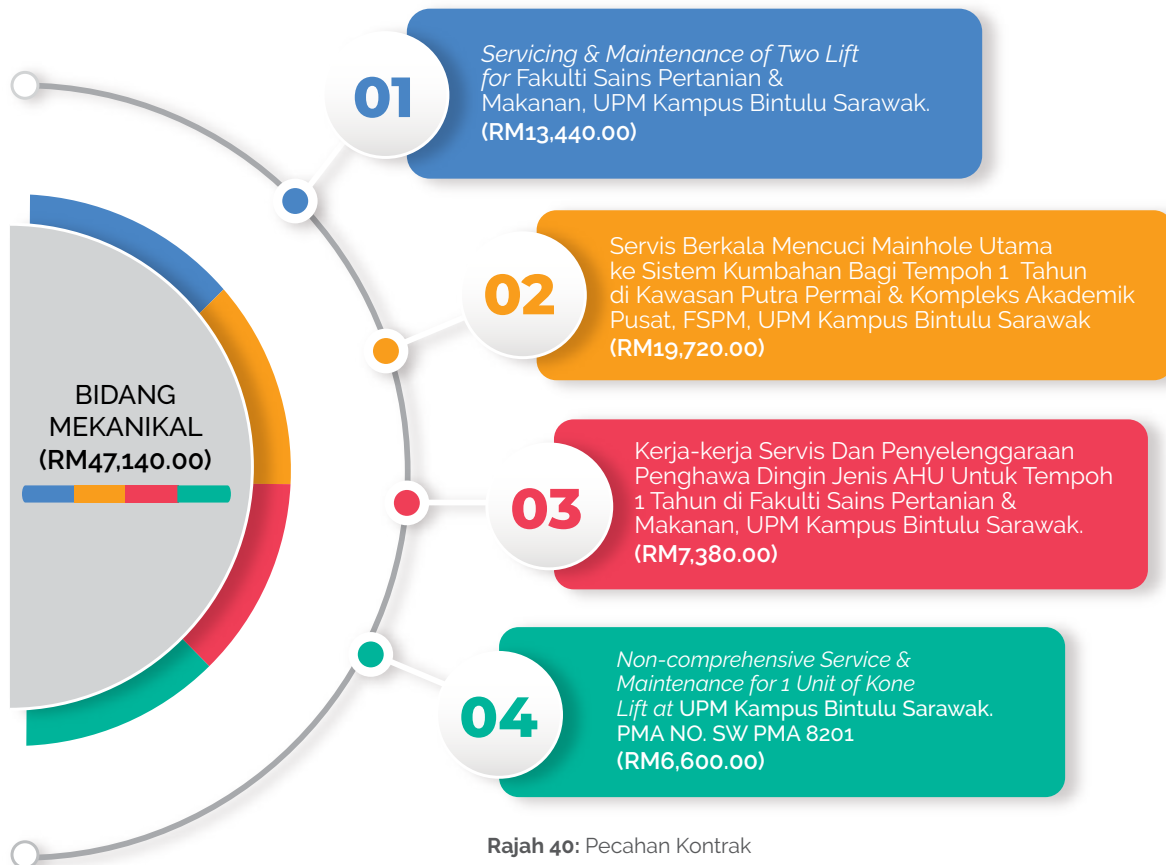 01
Servicing & Maintenance of Two Lift
for Fakulti Sains Pertanian &
Makanan, UPM Kampus Bintulu Sarawak.
(RM13,440.00)
02
Servis Berkala Mencuci Mainhole Utama
ke Sistem Kumbahan Bagi Tempoh 1 Tahun
di Kawasan Putra Permai & Kompleks Akademik
Pusat, FSPM, UPM Kampus Bintulu Sarawak
(RM19,720.00)
BIDANG
MEKANIKAL
(RM47,140.00)
03
Kerja-kerja Servis Dan Penyelenggaraan
Penghawa Dingin Jenis AHU Untuk Tempoh
1 Tahun di Fakulti Sains Pertanian &
Makanan, UPM Kampus Bintulu Sarawak.
(RM7,380.00)
04
Non-comprehensive Service &
Maintenance for 1 Unit of Kone
Lift at UPM Kampus Bintulu Sarawak.
PMA NO. SW PMA 8201
(RM6,600.00)
Rajah 40: Pecahan Kontrak